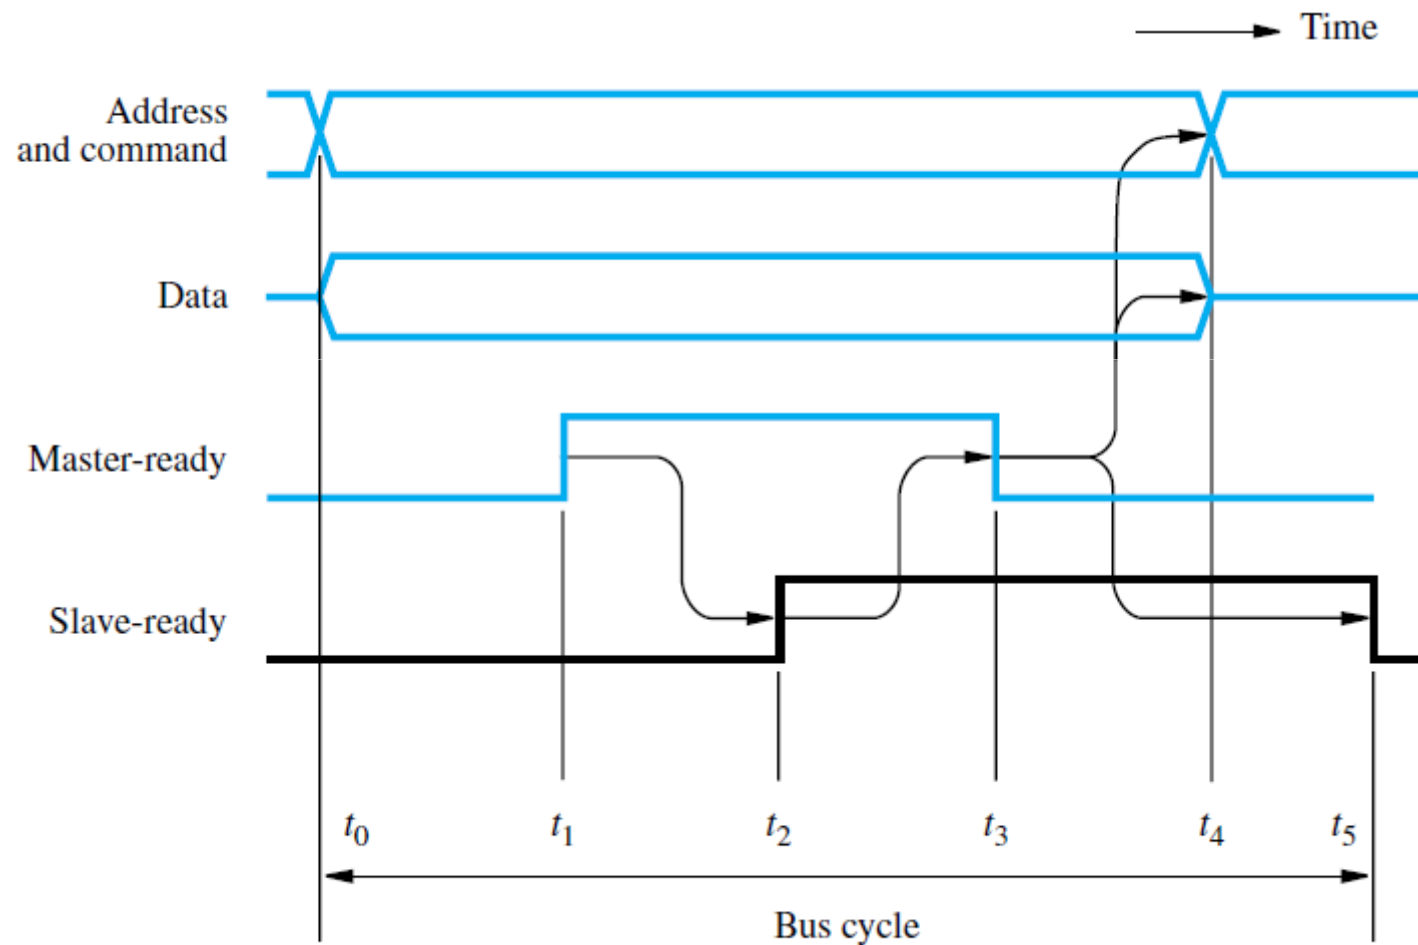 Time
Address
and command
Data
Master-ready
Slave-ready
t0 t1 t2 t3 t4 t5
Bus cycle